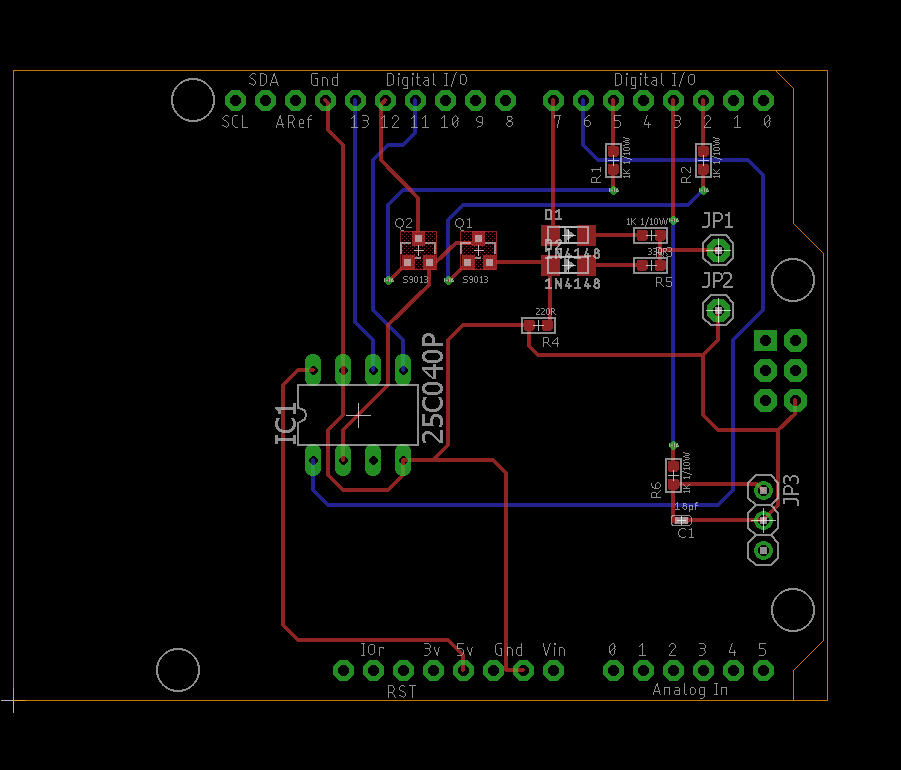 SDA Gnd Digital I/O Digital I/O
SCL ARef 13 12 11 10 9 8 7 6 5 4 3 2 1 0
R1
1K 1/10W
R2
1K 1/10W
Q2
S9013
Q1
S9013
D1
1N4148
1N4148
1K 1/10W
R5
JP1
JP2
220R
R4
IC1
25C040P
R6
1K 1/10W
JP3
C1
IOr 3v 5v Gnd Vin 0 1 2 3 4 5
RST Analog In